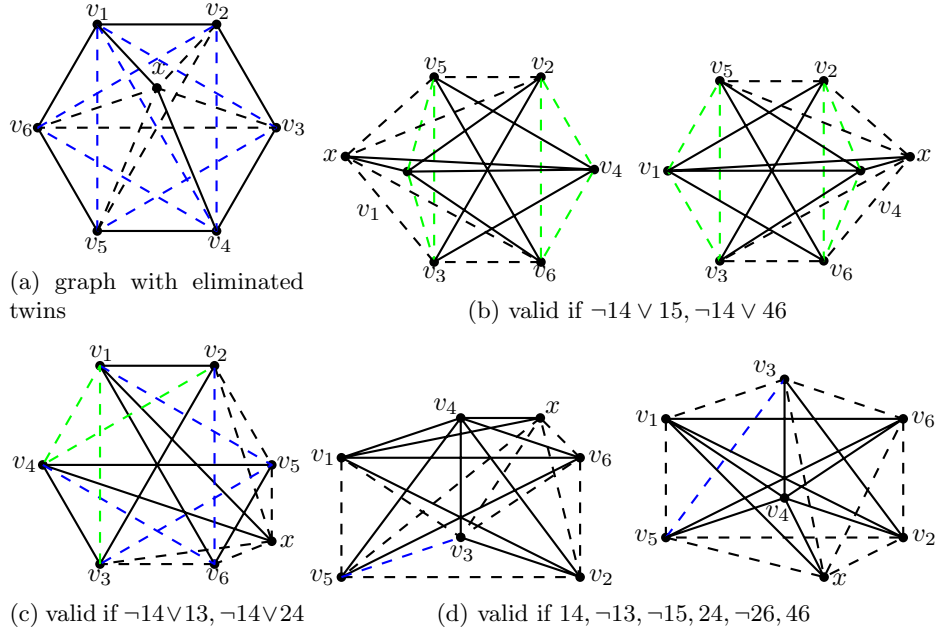 v1 v2
x
v6 v3
v5 v4
(a) graph with eliminated
twins
v5 v2
x v4
v1
v3 v6
v5 v2
v1 x
v4
v3 v6
(b) valid if ¬14 ∨ 15, ¬14 ∨ 46
v1 v2
v4 v5
x
v3 v6
(c) valid if ¬14∨13, ¬14∨24
v4 x
v1 v6
v3
v5 v2
v3
v1 v6
v4
v5 v2
x
(d) valid if 14, ¬13, ¬15, 24, ¬26, 46